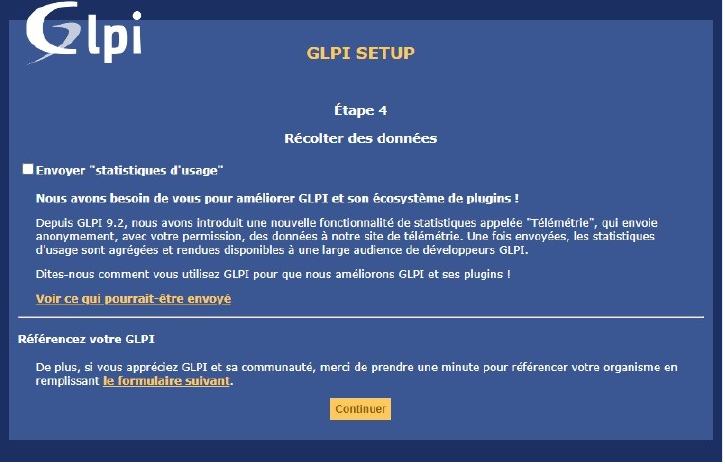 Glpi
GLPI SETUP
Étape 4
Récolter des données
Envoyer "statistiques d'usage"
Nous avons besoin de vous pour améliorer GLPI et son écosystème de plugins !
Depuis GLPI 9.2, nous avons introduit une nouvelle fonctionnalité de statistiques appelée "Télémétrie", qui envoie
anonymement, avec votre permission, des données à notre site de télémétrie. Une fois envoyées, les statistiques
d'usage sont agrégées et rendues disponibles à une large audience de développeurs GLPI.
Dites-nous comment vous utilisez GLPI pour que nous améliorons GLPI et ses plugins !
Voir ce qui pourrait-être envoyé
Référencez votre GLPI
De plus, si vous appréciez GLPI et sa communauté, merci de prendre une minute pour référencer votre organisme en
remplissant le formulaire suivant.
Continuer